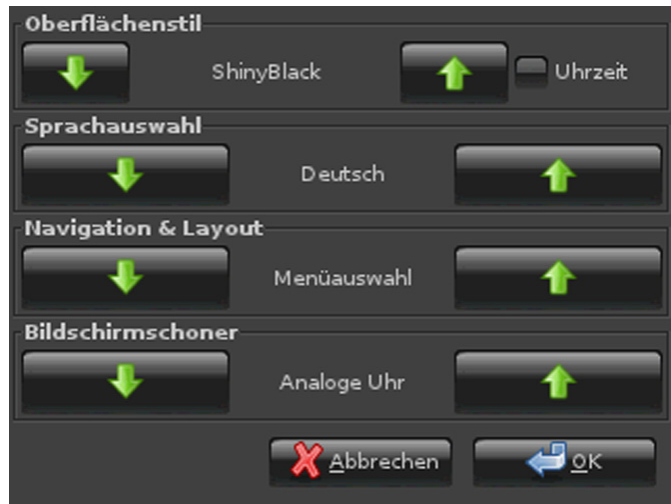 Oberflächenstil
ShinyBlack
Uhrzeit
Sprachauswahl
Deutsch
Navigation & Layout
Menüauswahl
Bildschirmschoner
Analoge Uhr
Abbrechen
OK